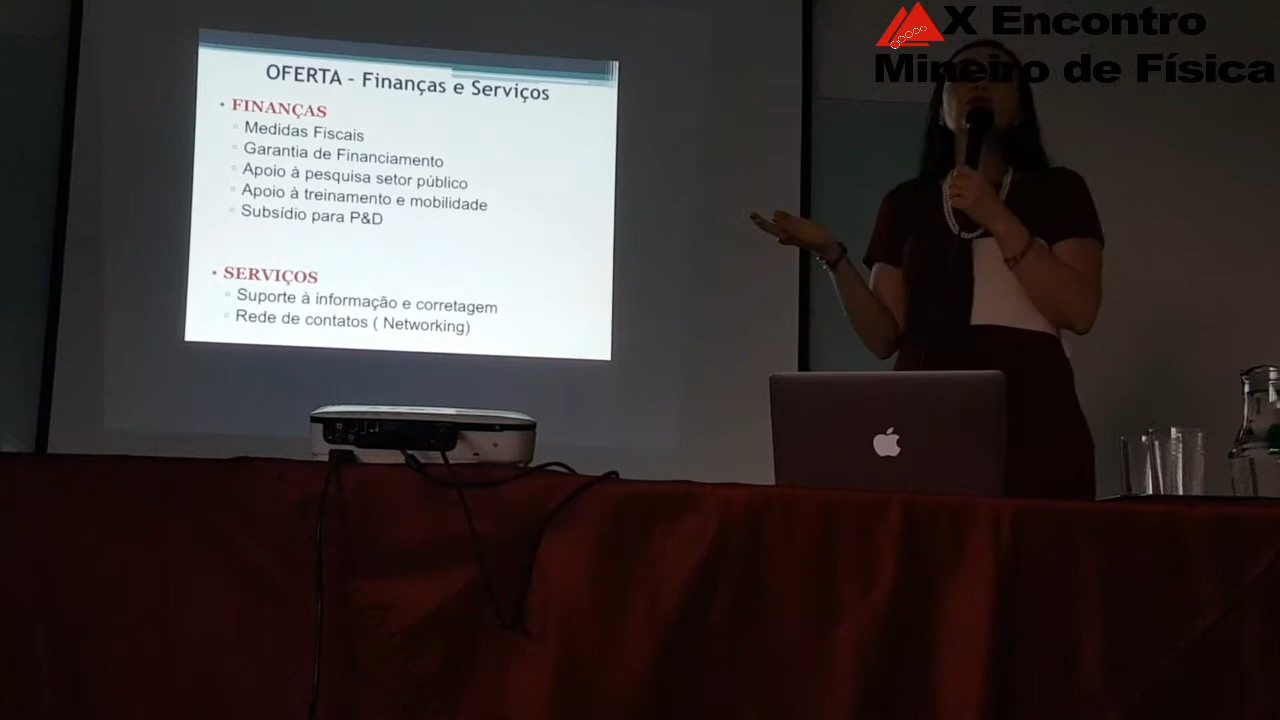 X Encontro
Mineiro de Física
OFERTA - Finanças e Serviços
• FINANÇAS
▫ Medidas Fiscais
▫ Garantia de Financiamento
▫ Apoio à pesquisa setor público
▫ Apoio à treinamento e mobilidade
▫ Subsídio para P&D
• SERVIÇOS
▫ Suporte à informação e corretagem
▫ Rede de contatos ( Networking)